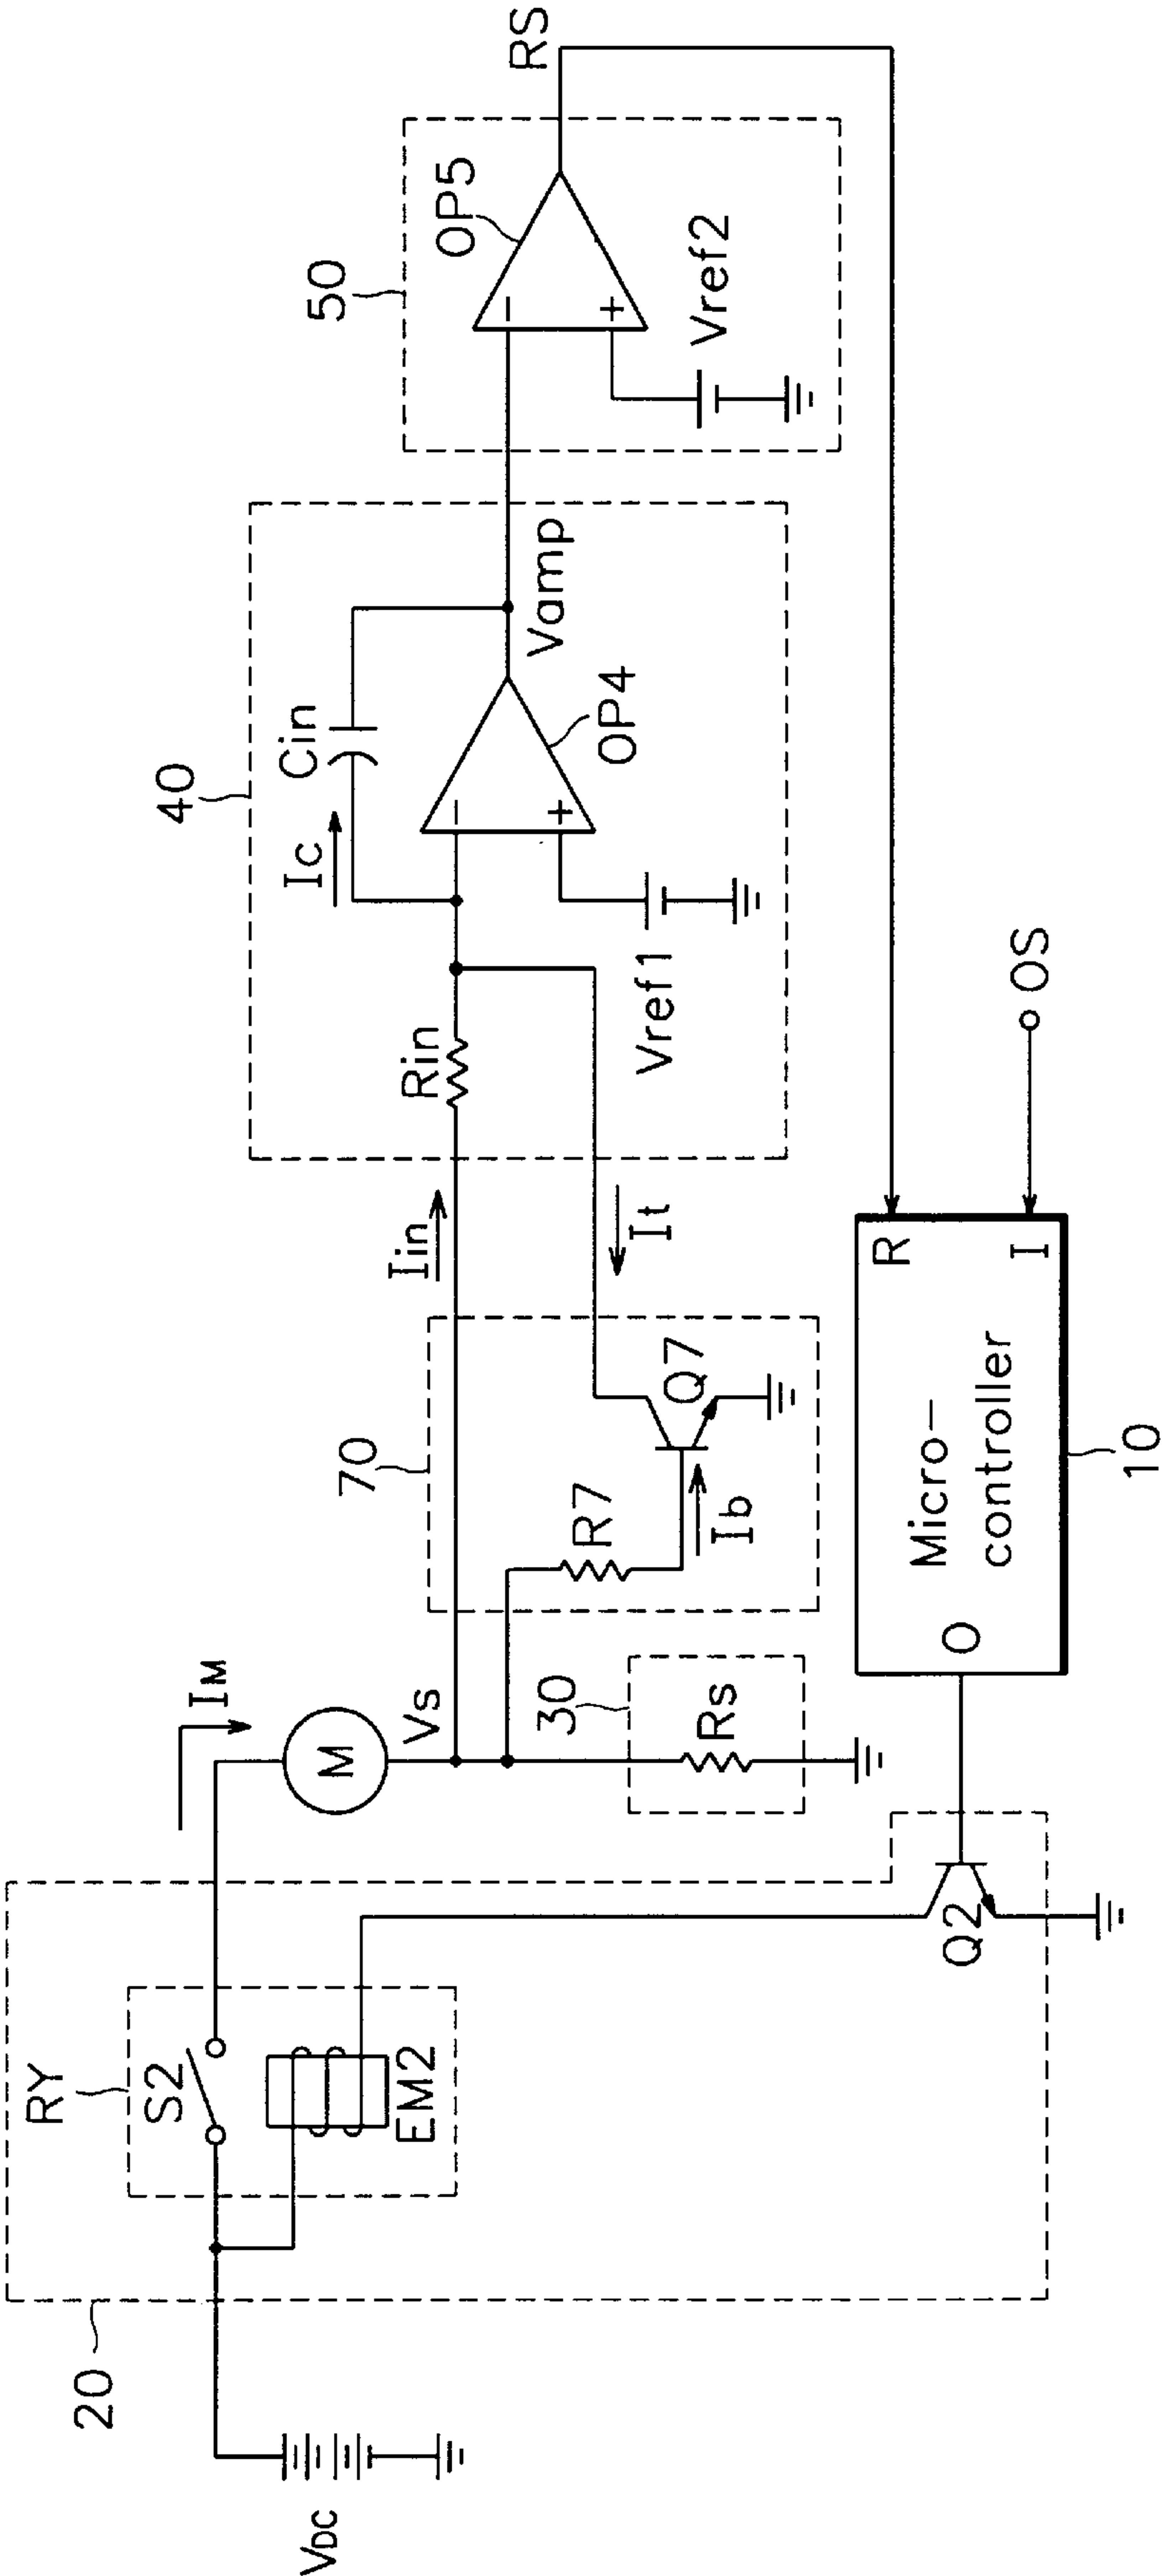 VDC
20
RY
S2
EM2
Q2
IM
M
Vs
30
Rs
70
R7
Ib
Q7
Iin
It
40
Rin
Ic
Cin
Vref1
-
+
OP4
Vamp
50
OP5
-
+
Vref2
RS
OS
O
R
I
Micro-
controller
10